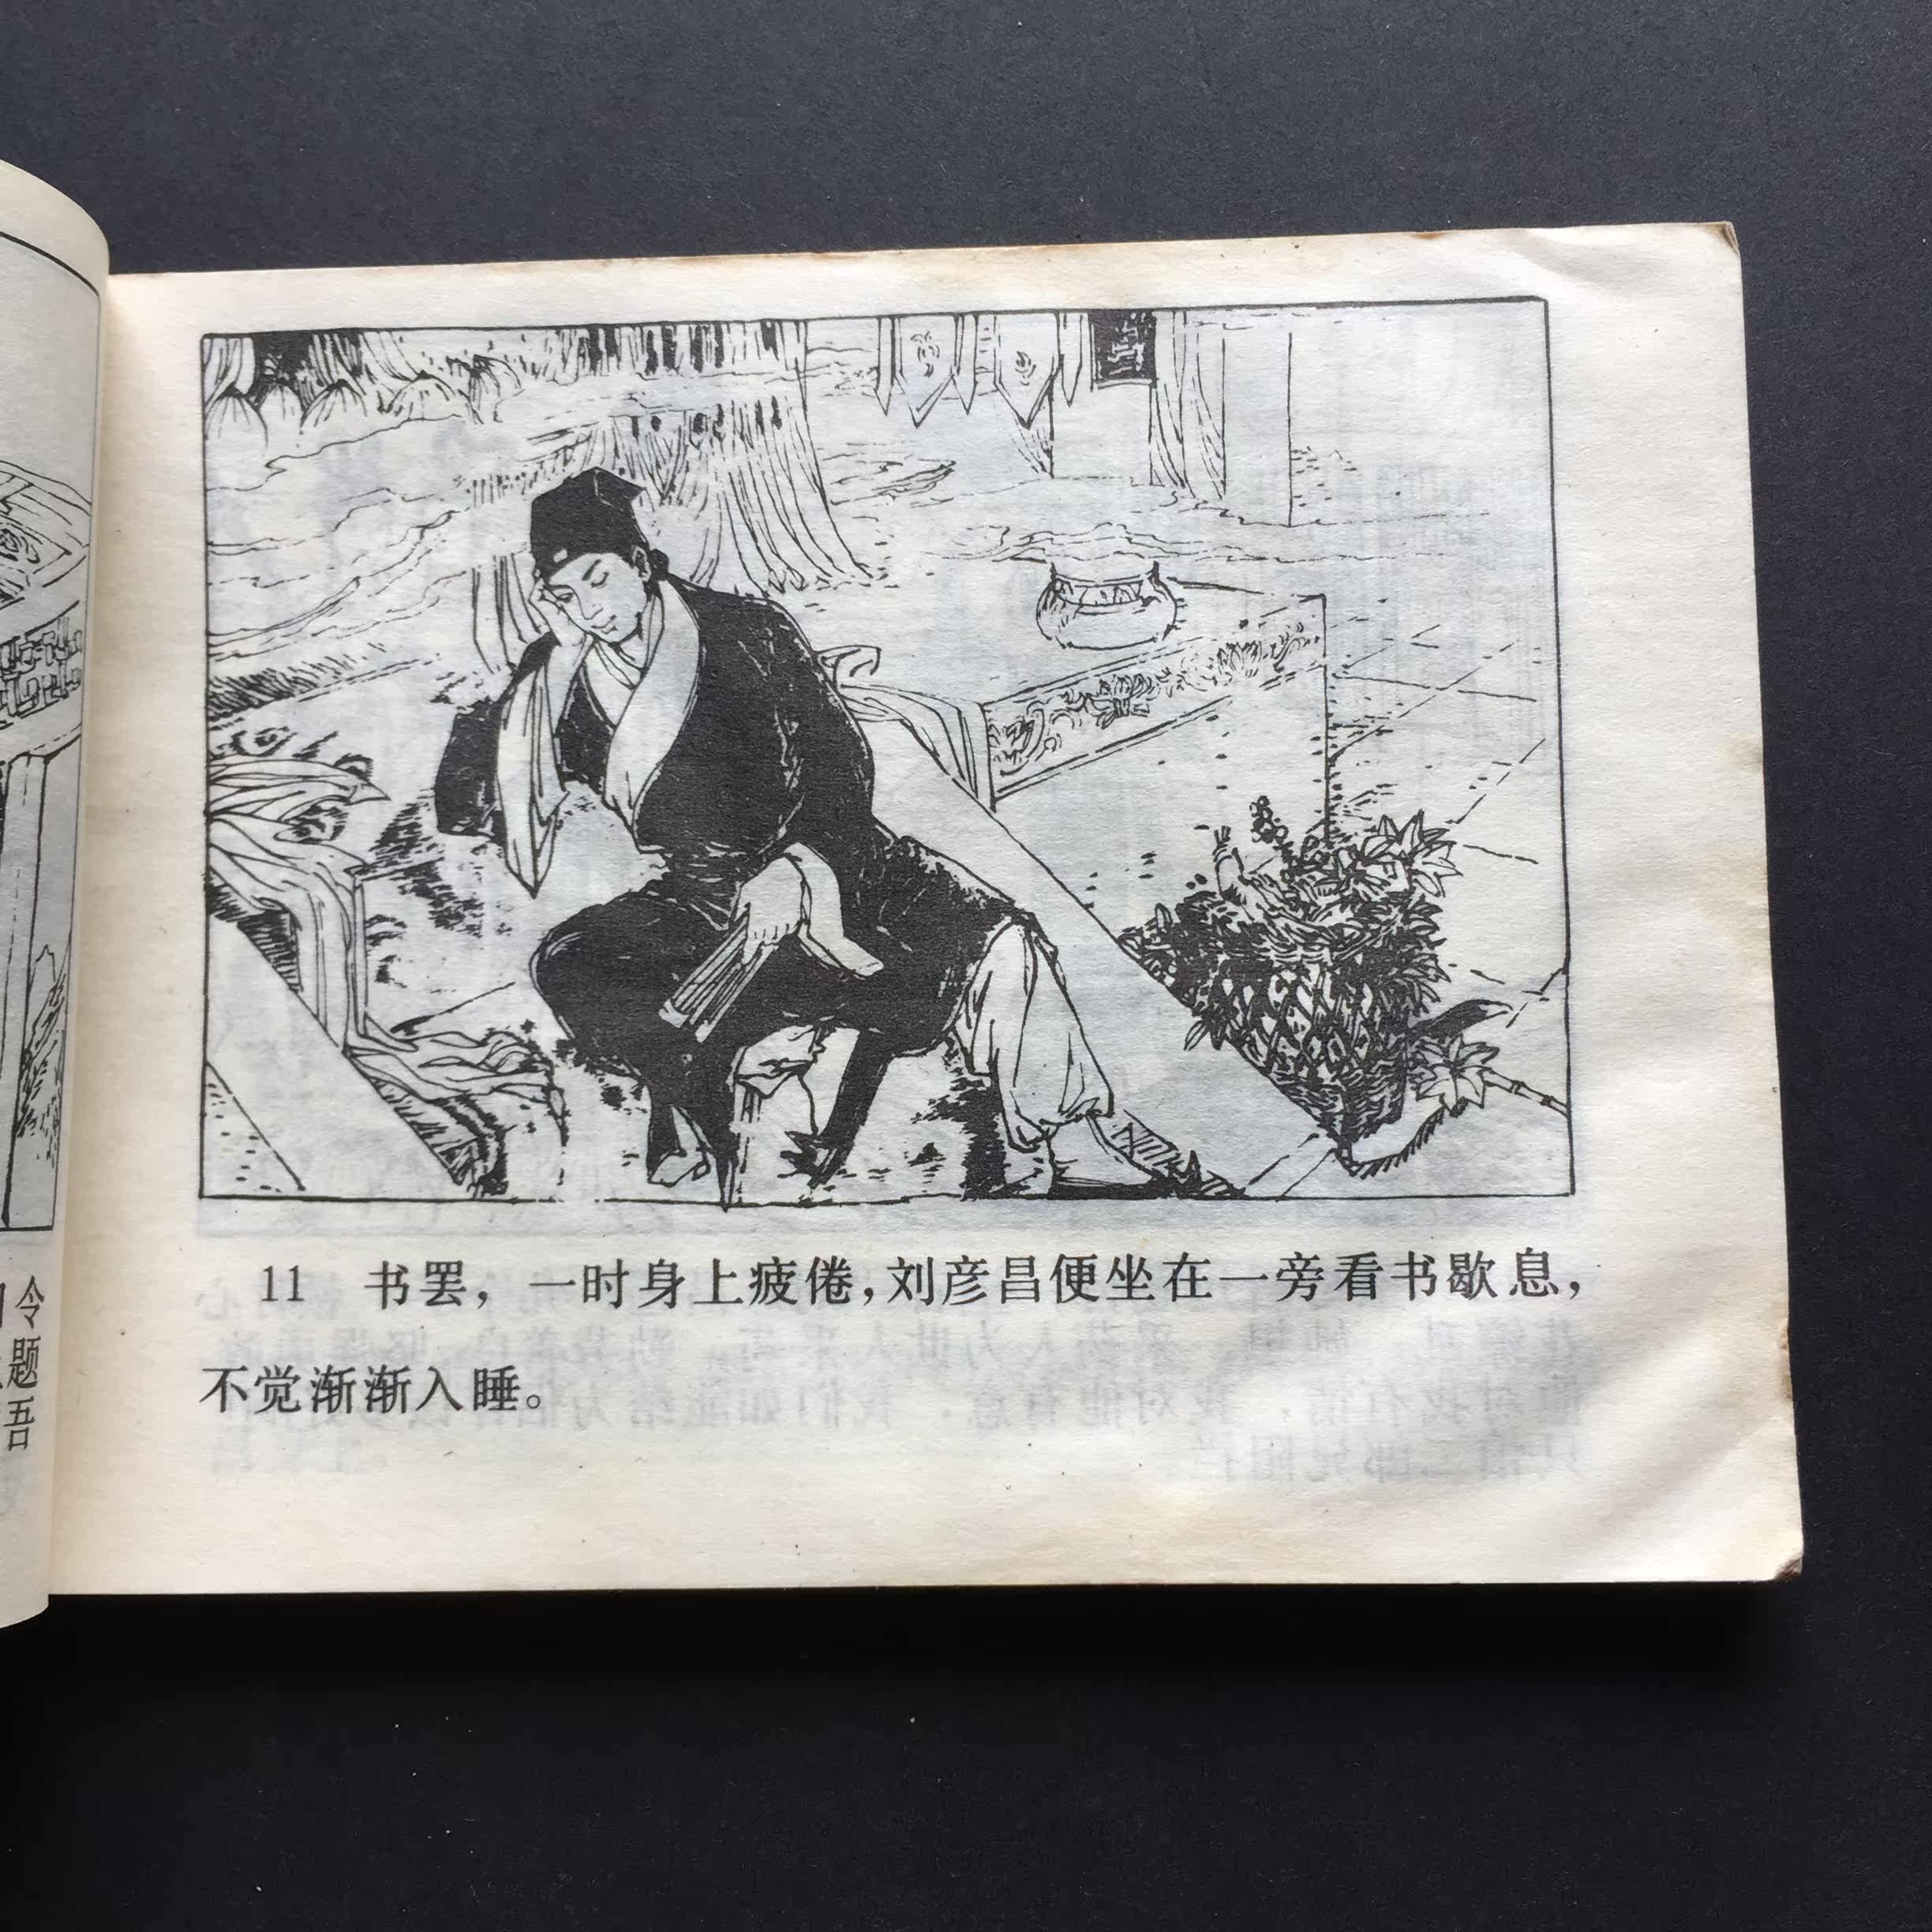 令
题
吾
11 书罢，一时身上疲倦，刘彦昌便坐在一旁看书歇息，
不觉渐渐入睡。